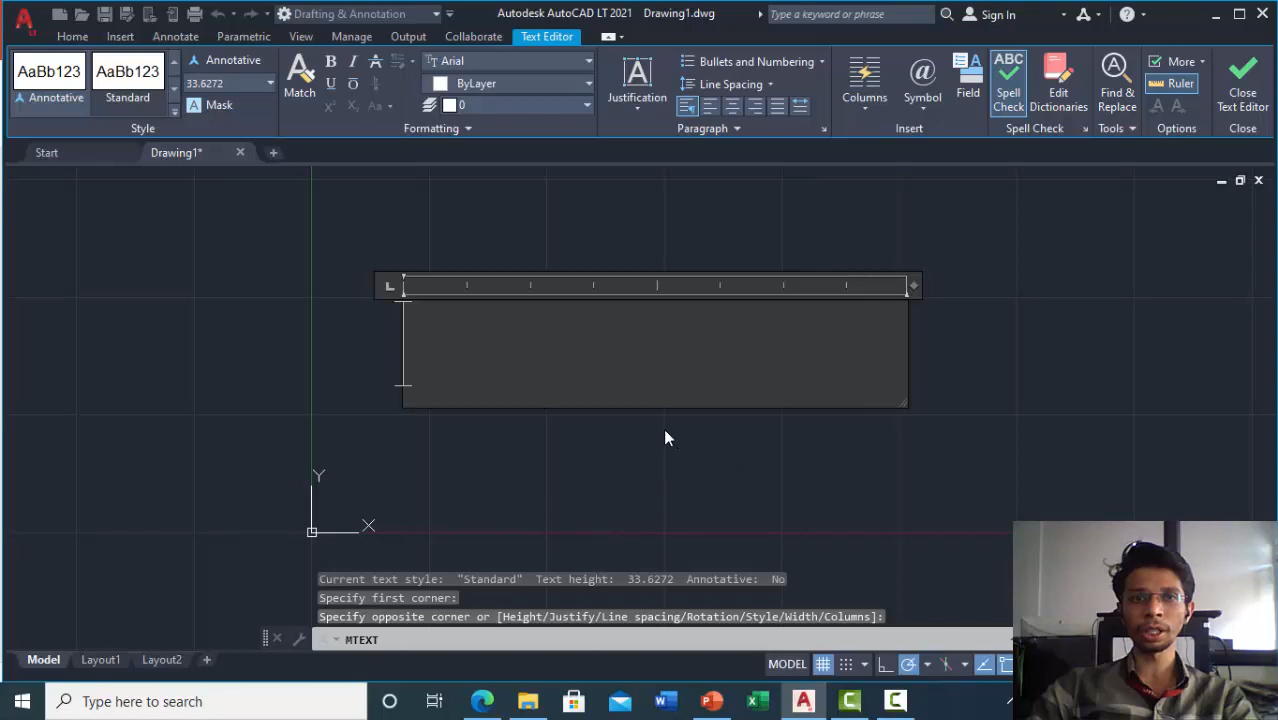 LT
Drafting & Annotation
Autodesk AutoCAD LT 2021 Drawing1.dwg
Type a keyword or phrase
Sign In
Home Insert Annotate Parametric View Manage Output Collaborate Text Editor
AaBb123 Annotative
AaBb123 Standard
Annotative
33.6272
Mask
Style
Match
B I A
U O
Aa
Arial
ByLayer
0
Formatting
Justification
Bullets and Numbering
Line Spacing
Paragraph
Columns
@ Symbol
Field
Insert
ABC Spell Check
Edit Dictionaries
Spell Check
Find & Replace
Tools
More
Ruler
Options
Close Text Editor
Close
Start Drawing1*
Y
X
Current text style: "Standard" Text height: 33.6272 Annotative: No
Specify first corner:
Specify opposite corner or [Height/Justify/Line spacing/Rotation/Style/Width/Columns]:
MTEXT
Model Layout1 Layout2
MODEL
Type here to search